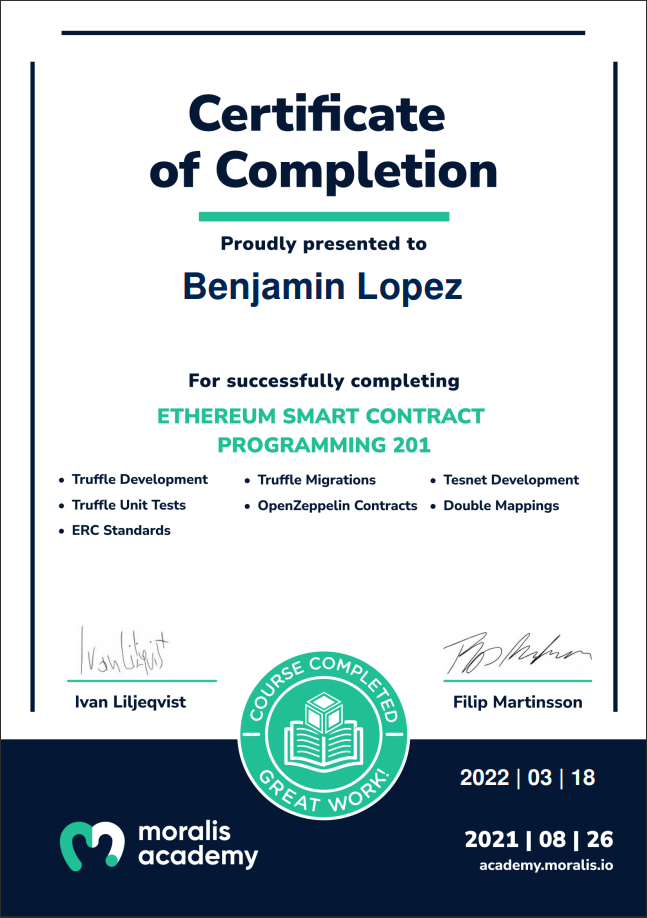 Certificate
of Completion
Proudly presented to
Benjamin Lopez
For successfully completing
ETHEREUM SMART CONTRACT
PROGRAMMING 201
• Truffle Development • Truffle Migrations • Tesnet Development
• Truffle Unit Tests • OpenZeppelin Contracts • Double Mappings
• ERC Standards
Ivan Liljeqvist
Ivan Liljeqvist
Filip Martinsson
COURSE COMPLETED
GREAT WORK!
2022 | 03 | 18
moralis
academy
2021 | 08 | 26
academy.moralis.io